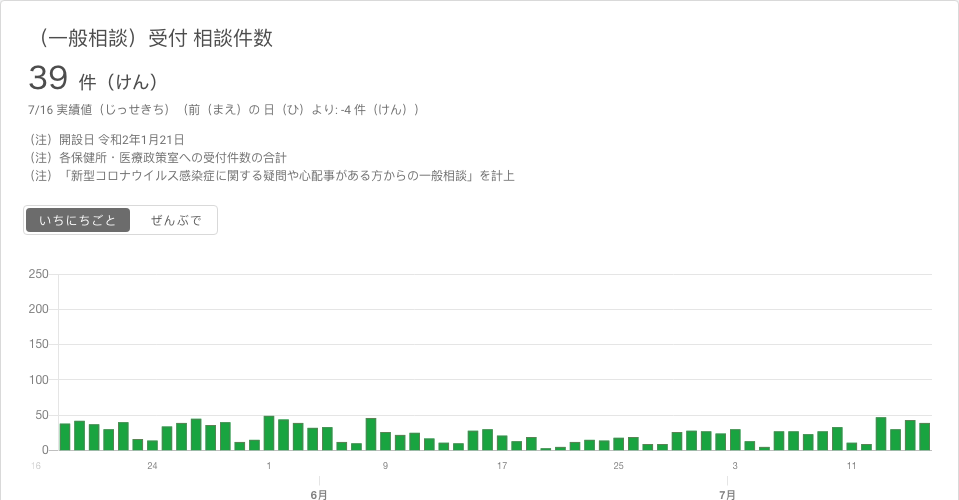 （一般相談）受付 相談件数
39 件（けん）
7/16 実績値（じっせきち）（前（まえ）の 日（ひ）より: -4 件（けん））
（注）開設日 令和2年1月21日
（注）各保健所・医療政策室への受付件数の合計
（注）「新型コロナウイルス感染症に関する疑問や心配事がある方からの一般相談」を計上
いちにちごと ぜんぶで
250
200
150
100
50
0
16 24 1 9 17 25 3 11
6月 7月